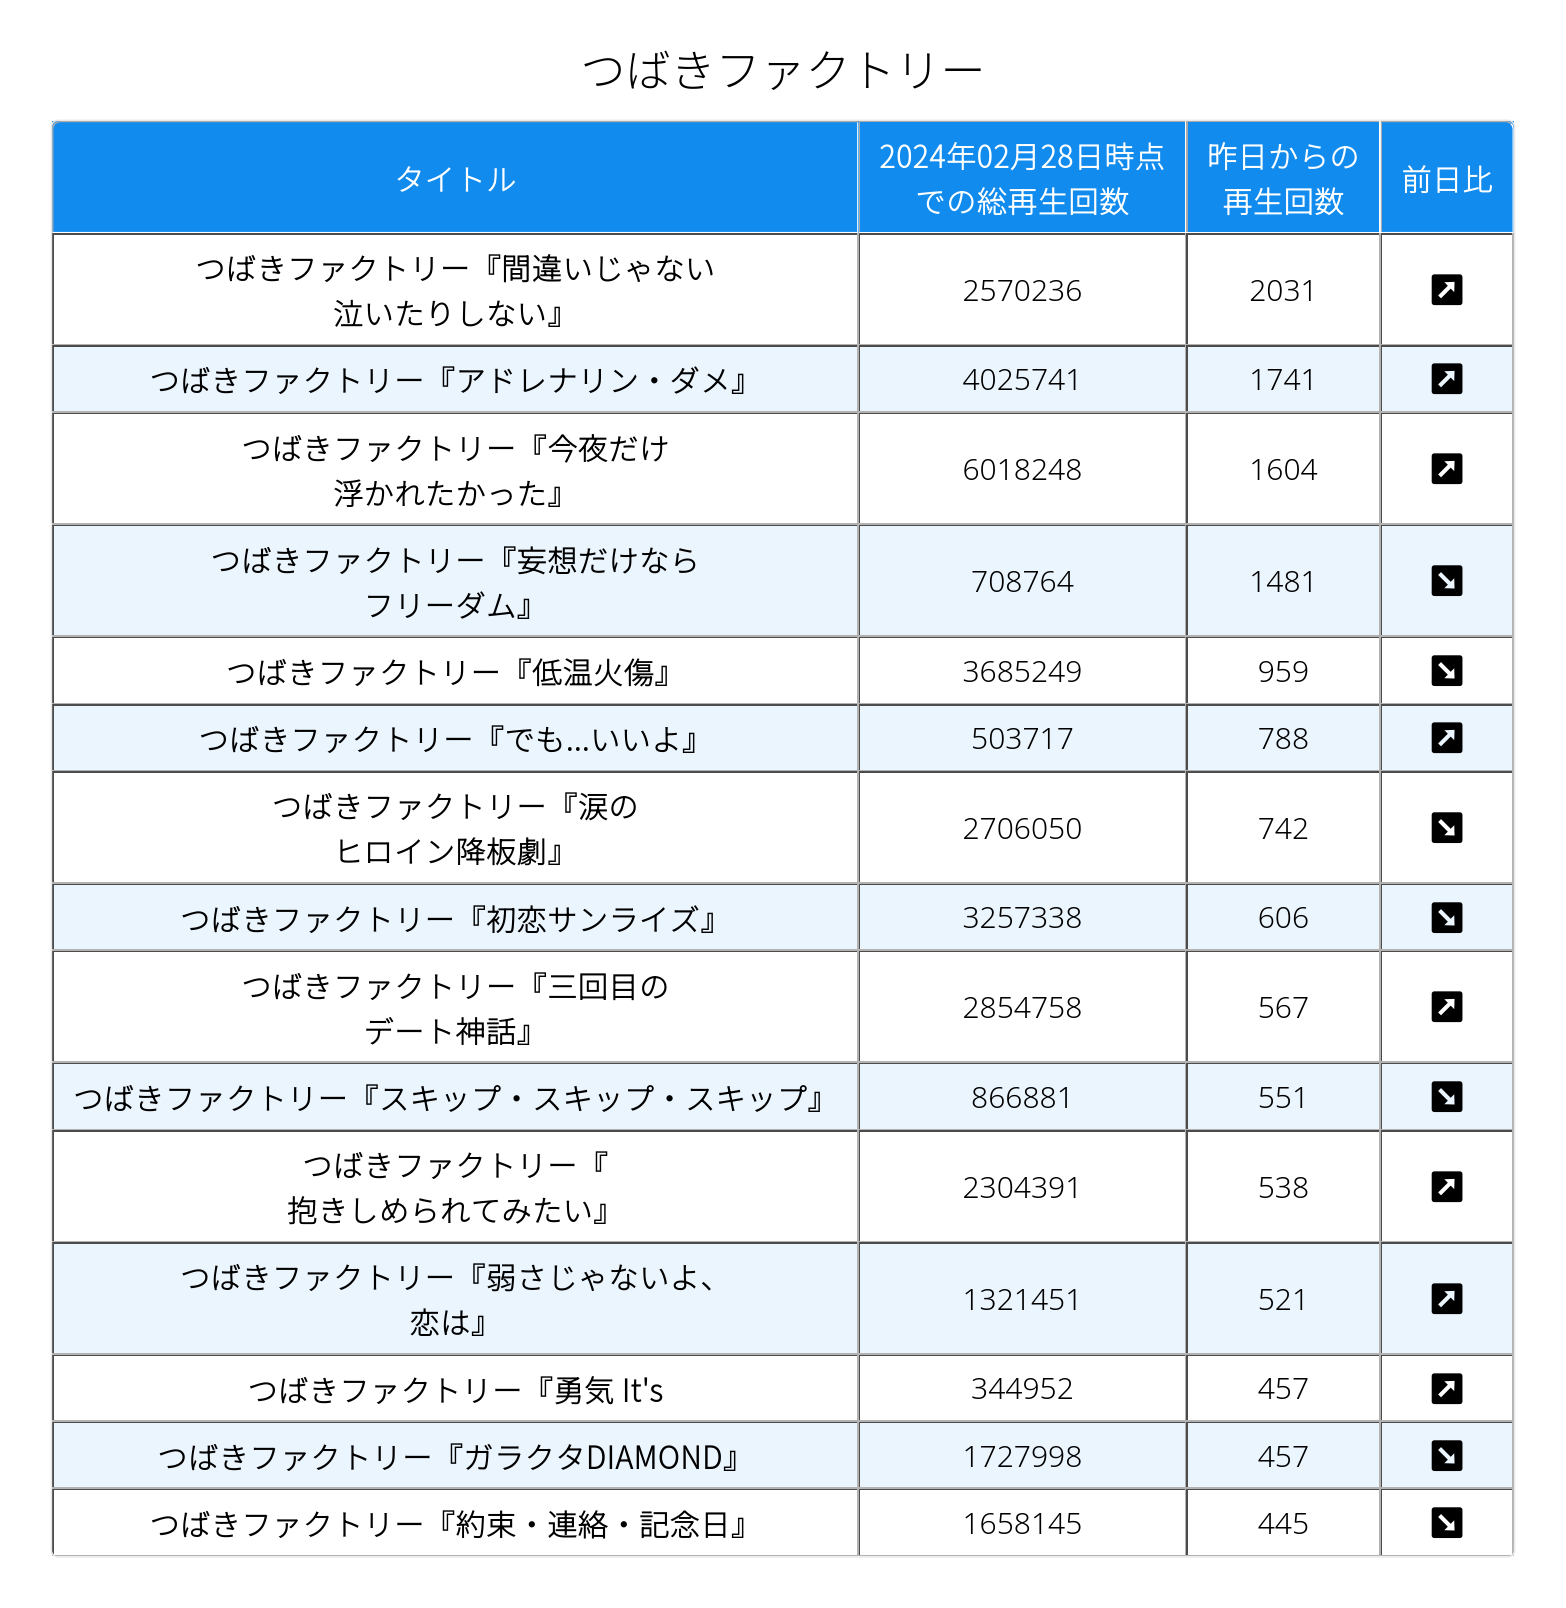 つばきファクトリー
タイトル
2024年02月28日時点
での総再生回数
昨日からの
再生回数
前日比
つばきファクトリー『間違いじゃない
泣いたりしない』
2570236
2031
つばきファクトリー『アドレナリン・ダメ』
4025741
1741
つばきファクトリー『今夜だけ
浮かれたかった』
6018248
1604
つばきファクトリー『妄想だけなら
フリーダム』
708764
1481
つばきファクトリー『低温火傷』
3685249
959
つばきファクトリー『でも...いいよ』
503717
788
つばきファクトリー『涙の
ヒロイン降板劇』
2706050
742
つばきファクトリー『初恋サンライズ』
3257338
606
つばきファクトリー『三回目の
デート神話』
2854758
567
つばきファクトリー『スキップ・スキップ・スキップ』
866881
551
つばきファクトリー『
抱きしめられてみたい』
2304391
538
つばきファクトリー『弱さじゃないよ、
恋は』
1321451
521
つばきファクトリー『勇気 It's
344952
457
つばきファクトリー『ガラクタDIAMOND』
1727998
457
つばきファクトリー『約束・連絡・記念日』
1658145
445